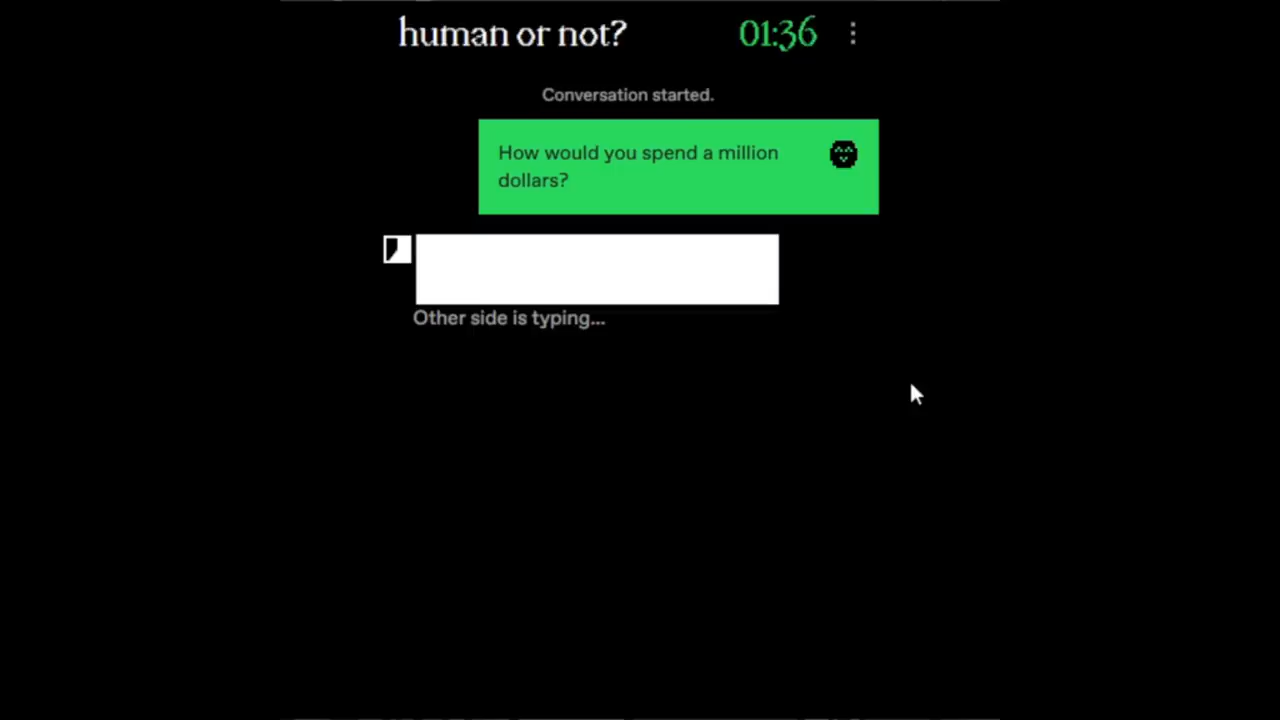 human or not?
01:36
Conversation started.
How would you spend a million
dollars?
Other side is typing...